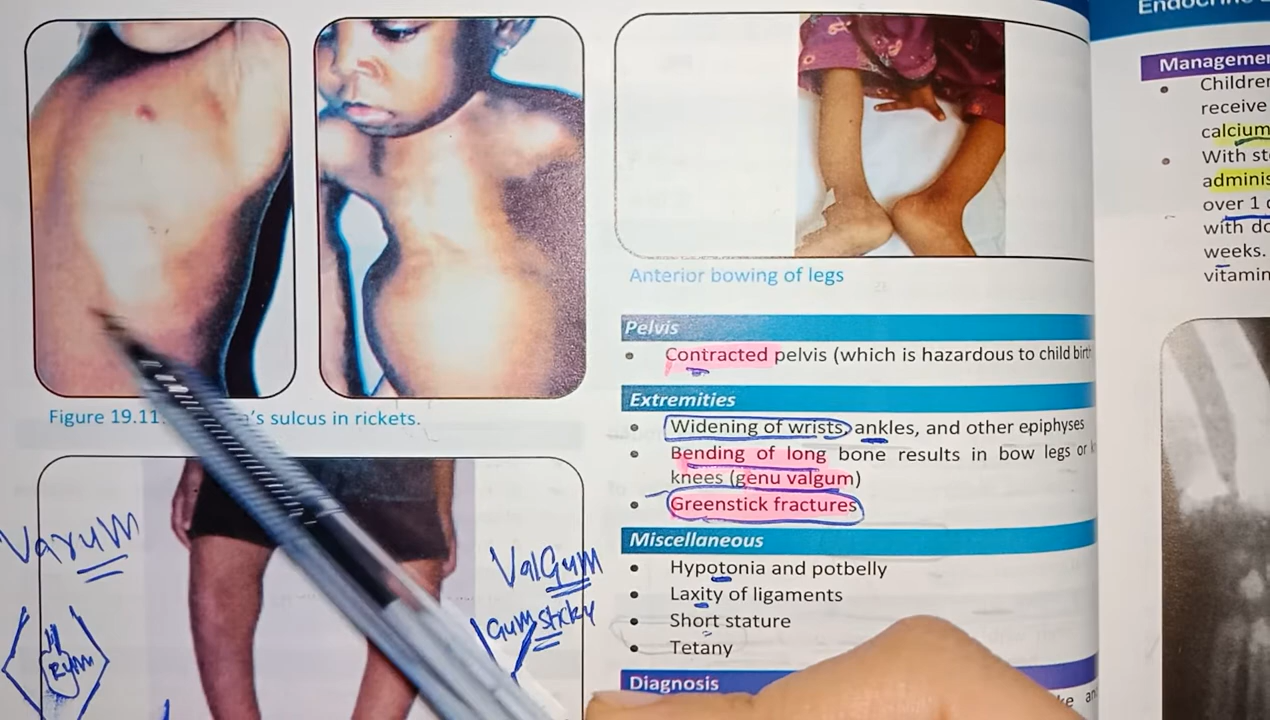 Figure 19.11. 's sulcus in rickets.
Varum
Rum
ValGum
Gum sticky
Anterior bowing of legs
Pelvis
• Contracted pelvis (which is hazardous to child birt
Extremities
• Widening of wrists, ankles, and other epiphyses
• Bending of long bone results in bow legs or k
knees (genu valgum)
• Greenstick fractures
Miscellaneous
• Hypotonia and potbelly
• Laxity of ligaments
• Short stature
• Tetany
Diagnosis
Endocrine
Managemen
• Children
receive
calcium
• With st
adminis
over 1
with do
weeks.
vitamin